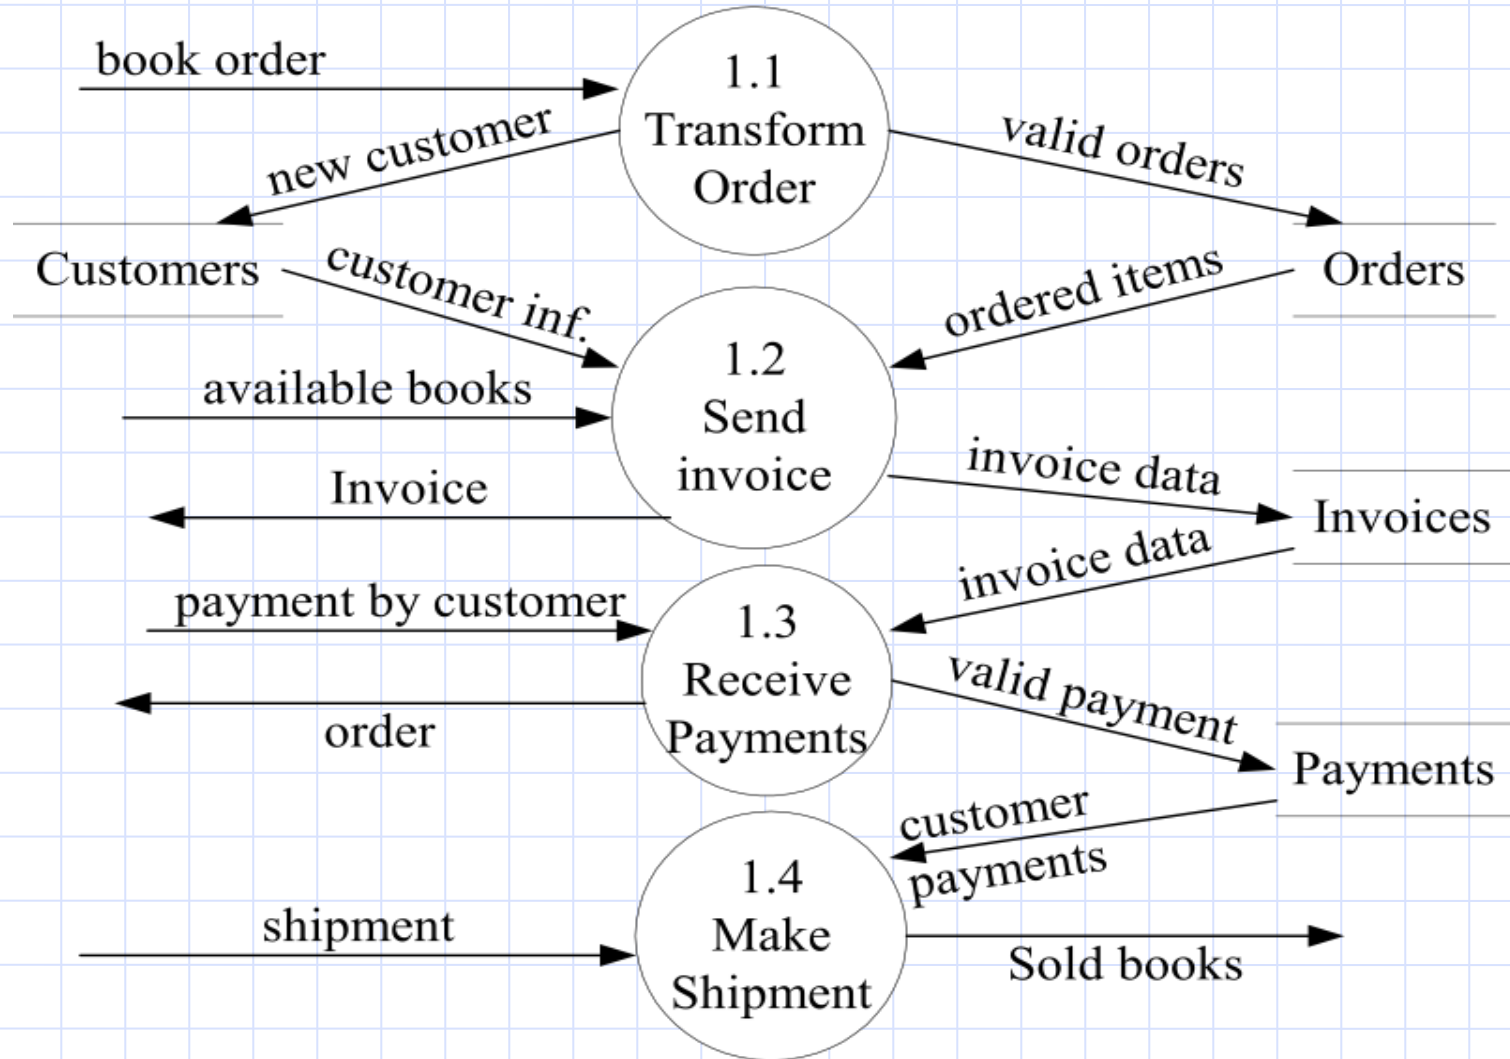 book order
1.1
Transform
Order
new customer
valid orders
Customers
customer inf.
ordered items
Orders
1.2
Send
invoice
available books
Invoice
invoice data
Invoices
invoice data
payment by customer
1.3
Receive
Payments
order
valid payment
Payments
customer
payments
1.4
Make
Shipment
shipment
Sold books